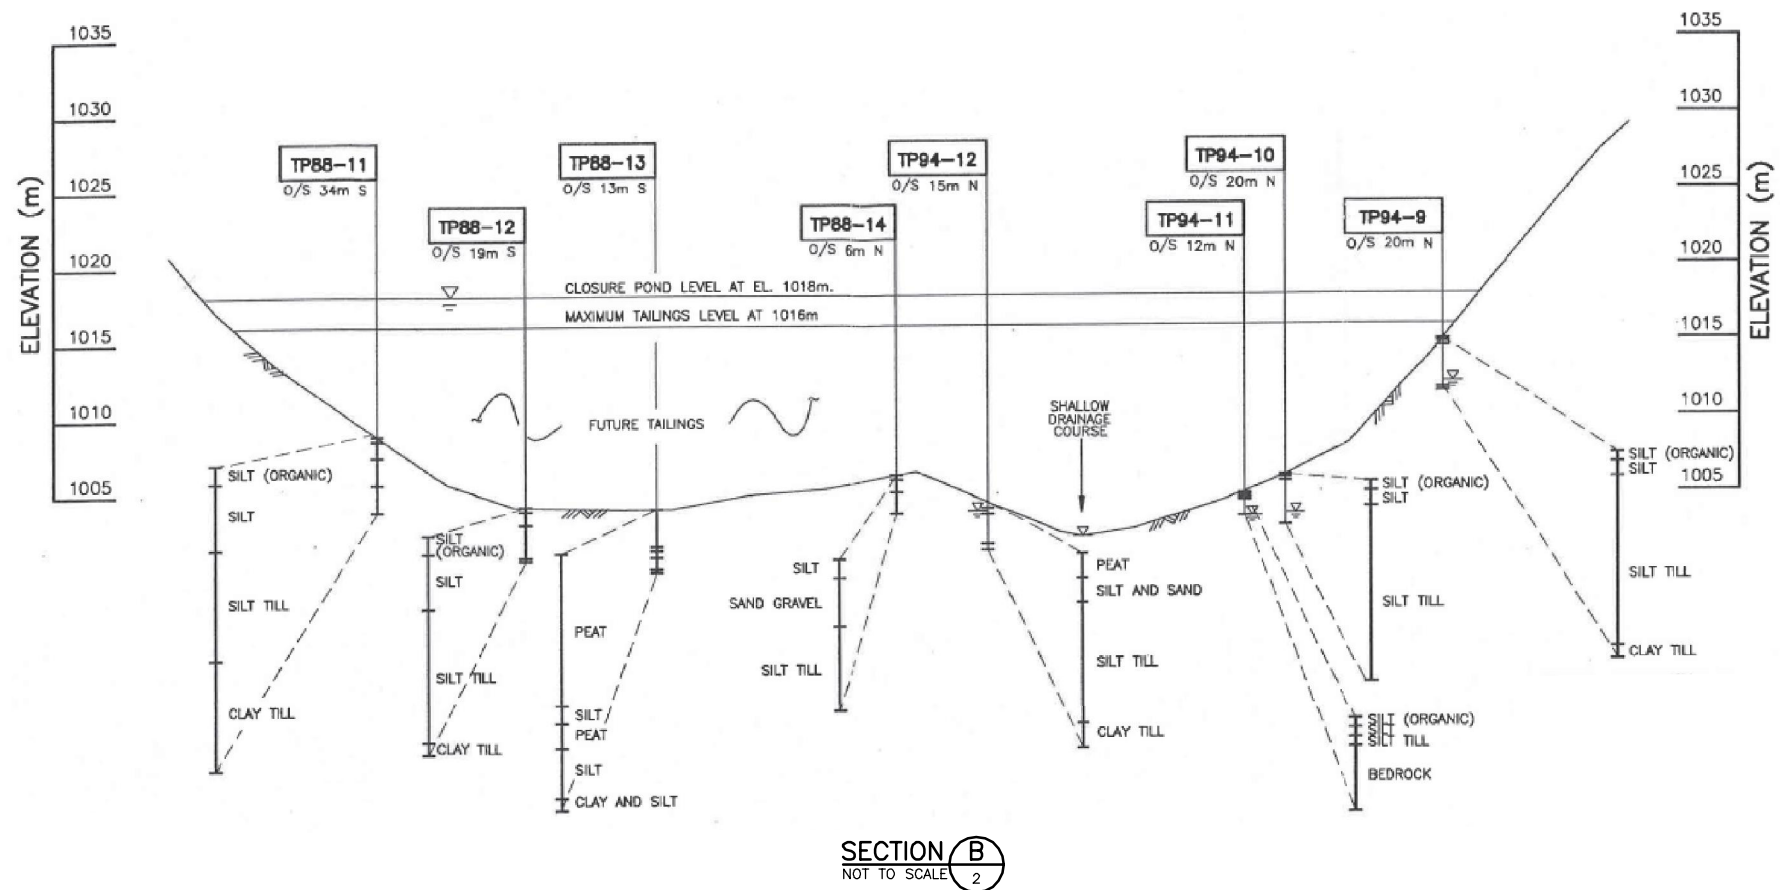 1035
1030
1025
1020
1015
1010
1005
ELEVATION (m)
TP88-11
O/S 34m S
TP88-12
O/S 19m S
TP88-13
O/S 13m S
TP88-14
O/S 6m N
TP94-12
O/S 15m N
TP94-11
O/S 12m N
TP94-10
O/S 20m N
TP94-9
O/S 20m N
1035
1030
1025
1020
1015
1010
1005
ELEVATION (m)
CLOSURE POND LEVEL AT EL. 1018m.
MAXIMUM TAILINGS LEVEL AT 1016m
FUTURE TAILINGS
SHALLOW
DRAINAGE
COURSE
SILT (ORGANIC)
SILT
SILT TILL
CLAY TILL
SILT
(ORGANIC)
SILT
SILT TILL
CLAY TILL
PEAT
SILT
PEAT
SILT
CLAY AND SILT
SILT
SAND GRAVEL
SILT TILL
PEAT
SILT AND SAND
SILT TILL
CLAY TILL
SILT (ORGANIC)
SILT
SILT TILL
SILT (ORGANIC)
SILT
SILT TILL
BEDROCK
SILT (ORGANIC)
SILT
SILT TILL
CLAY TILL
SECTION B
NOT TO SCALE 2